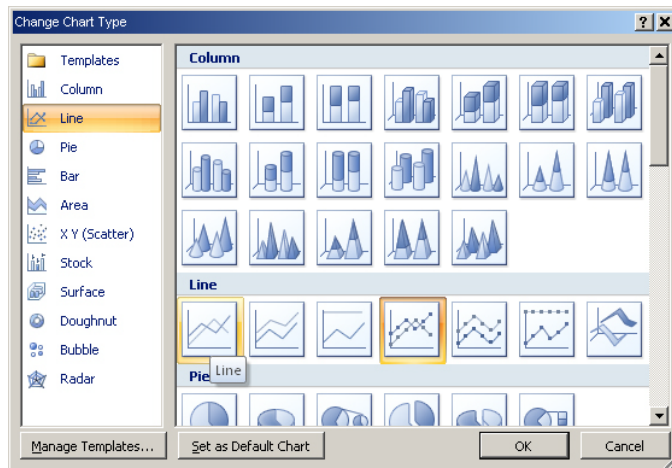 Change Chart Type
Templates
Column
Line
Pie
Bar
Area
X Y (Scatter)
Stock
Surface
Doughnut
Bubble
Radar
Column
Line
Line
Pie
Manage Templates...
Set as Default Chart
OK
Cancel